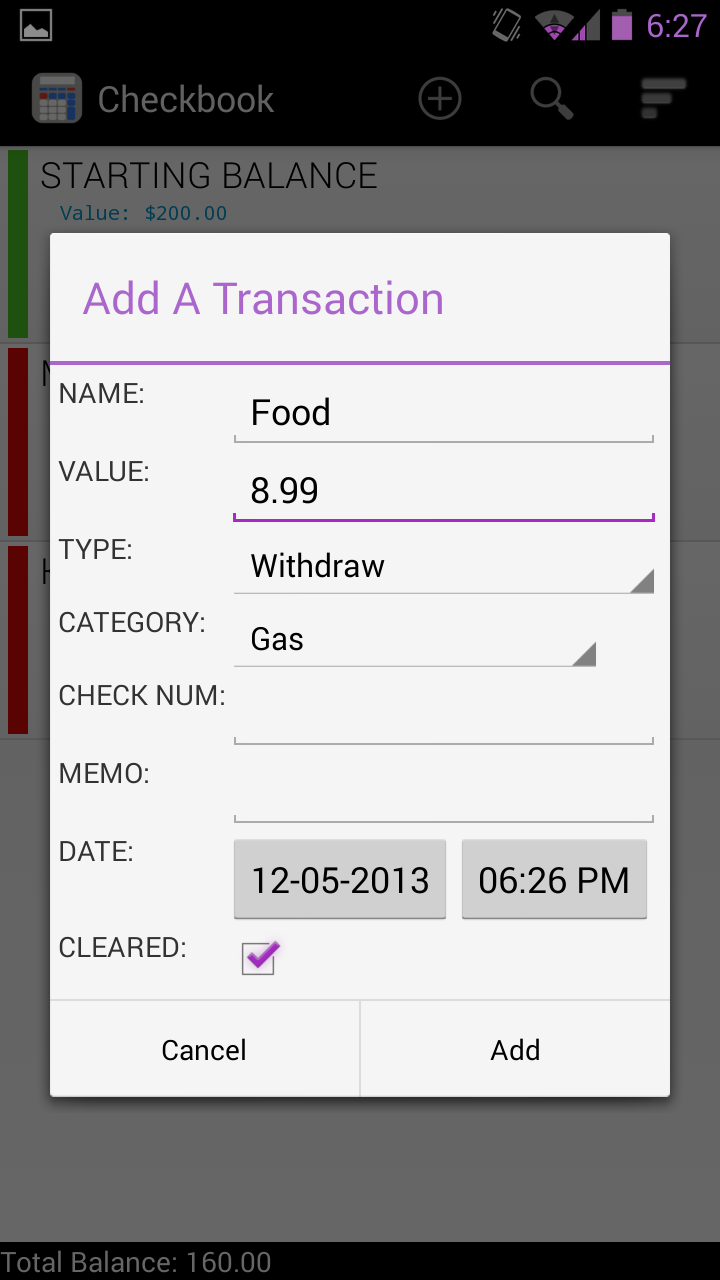 6:27
Checkbook
STARTING BALANCE
Value: $200.00
Add A Transaction
NAME: Food
VALUE: 8.99
TYPE: Withdraw
CATEGORY: Gas
CHECK NUM:
MEMO:
DATE: 12-05-2013 06:26 PM
CLEARED:
Cancel Add
Total Balance: 160.00